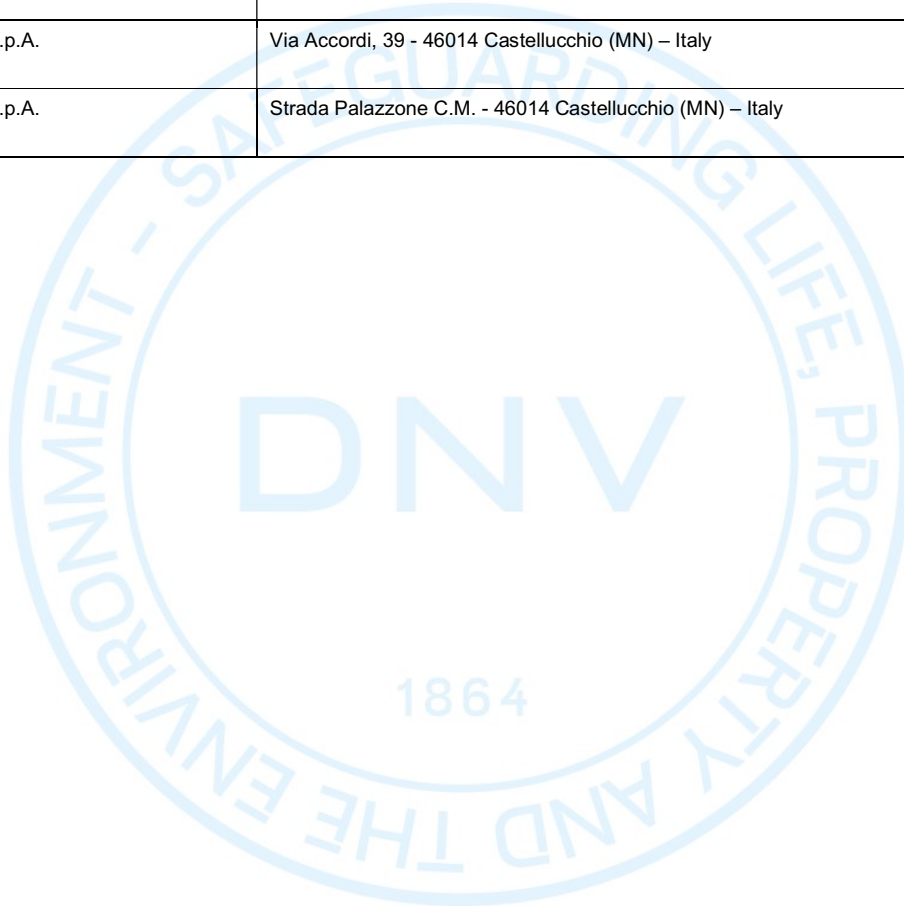 .p.A.	Via Accordi, 39 - 46014 Castellucchio (MN) – Italy
.p.A.	Strada Palazzone C.M. - 46014 Castellucchio (MN) – Italy
SAFEGUARDING LIFE, PROPERTY AND THE ENVIRONMENT -
DNV
1864